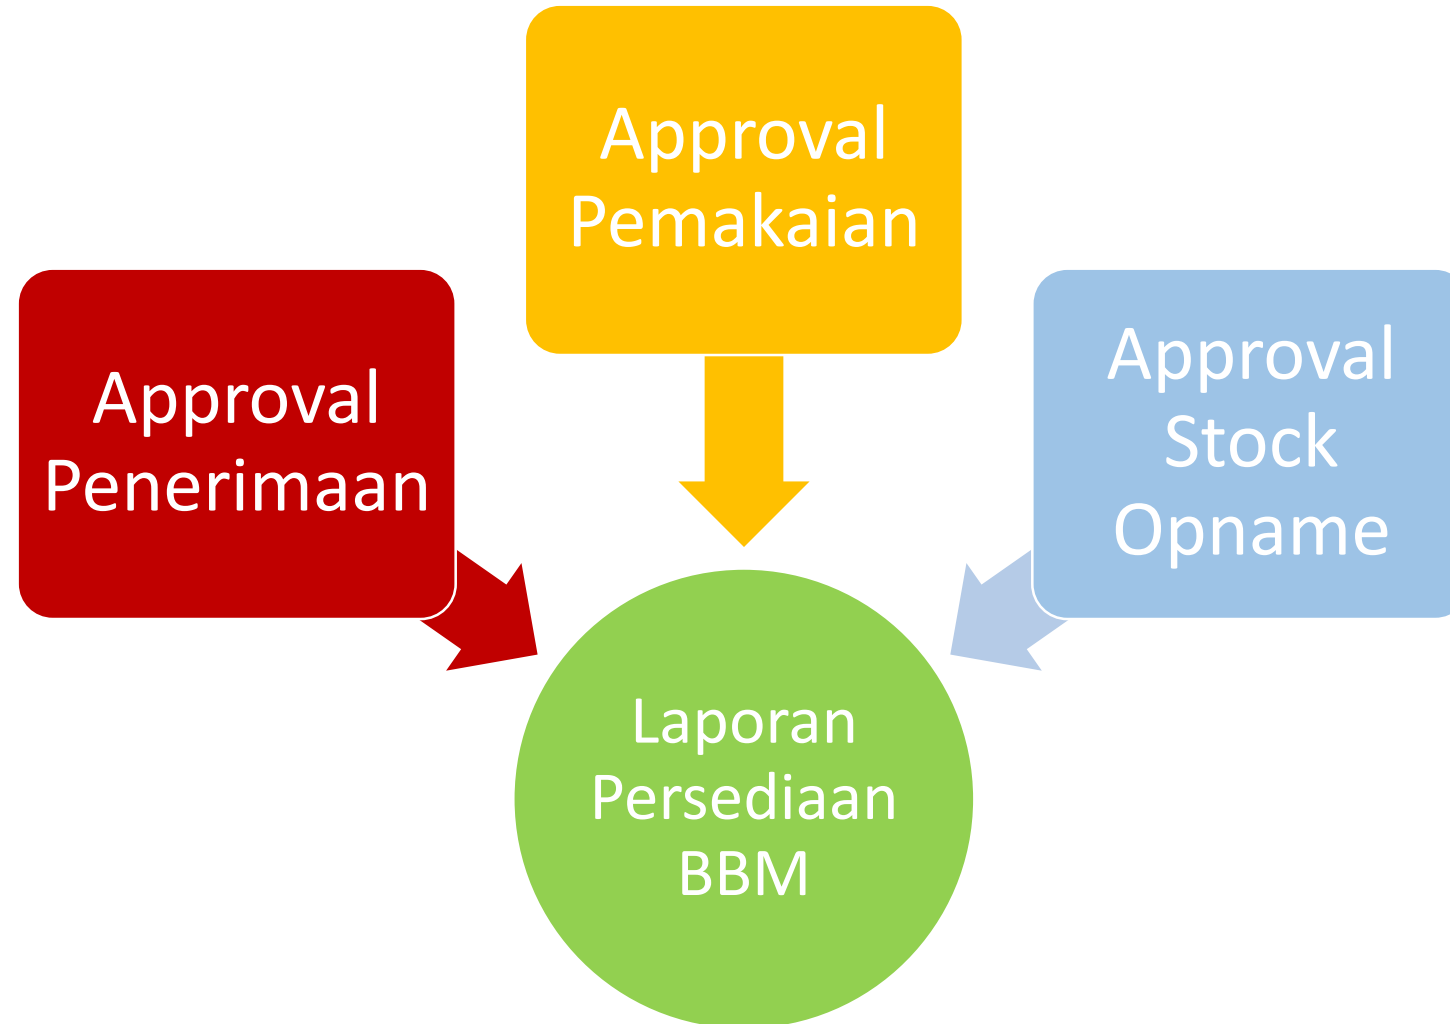 Approval
Pemakaian
Approval
Penerimaan
Approval
Stock
Opname
Laporan
Persediaan
BBM